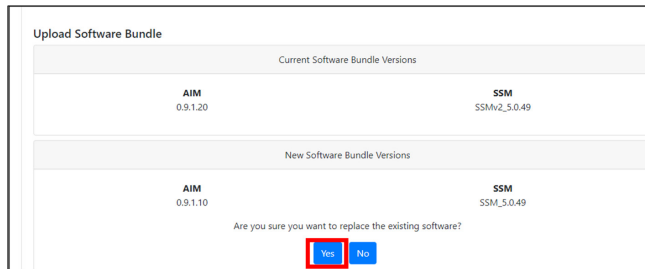 Upload Software Bundle
Current Software Bundle Versions
AIM SSM
0.9.1.20 SSMv2_5.0.49
New Software Bundle Versions
AIM SSM
0.9.1.10 SSM_5.0.49
Are you sure you want to replace the existing software?
Yes No